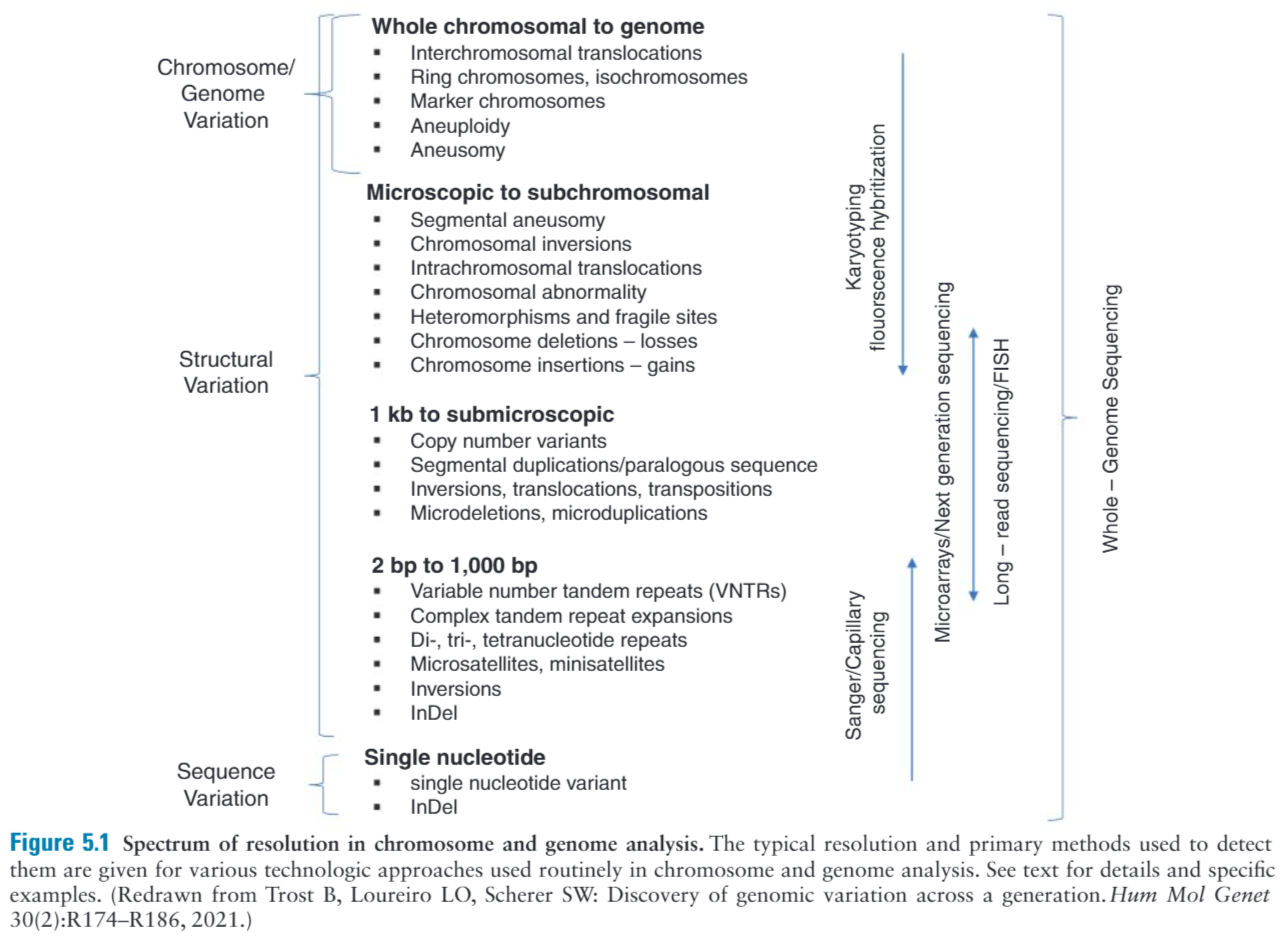 Chromosome/
Genome
Variation
Whole chromosomal to genome
▪ Interchromosomal translocations
▪ Ring chromosomes, isochromosomes
▪ Marker chromosomes
▪ Aneuploidy
▪ Aneusomy
Structural
Variation
Microscopic to subchromosomal
▪ Segmental aneusomy
▪ Chromosomal inversions
▪ Intrachromosomal translocations
▪ Chromosomal abnormality
▪ Heteromorphisms and fragile sites
▪ Chromosome deletions – losses
▪ Chromosome insertions – gains
1 kb to submicroscopic
▪ Copy number variants
▪ Segmental duplications/paralogous sequence
▪ Inversions, translocations, transpositions
▪ Microdeletions, microduplications
2 bp to 1,000 bp
▪ Variable number tandem repeats (VNTRs)
▪ Complex tandem repeat expansions
▪ Di-, tri-, tetranucleotide repeats
▪ Microsatellites, minisatellites
▪ Inversions
▪ InDel
Sequence
Variation
Single nucleotide
▪ single nucleotide variant
▪ InDel
Karyotyping
flouorscence hybritization
Sanger/Capillary
sequencing
Microarrays/Next generation sequencing
Long – read sequencing/FISH
Whole – Genome Sequencing
Figure 5.1 Spectrum of resolution in chromosome and genome analysis. The typical resolution and primary methods used to detect
them are given for various technologic approaches used routinely in chromosome and genome analysis. See text for details and specific
examples. (Redrawn from Trost B, Loureiro LO, Scherer SW: Discovery of genomic variation across a generation. Hum Mol Genet
30(2):R174–R186, 2021.)